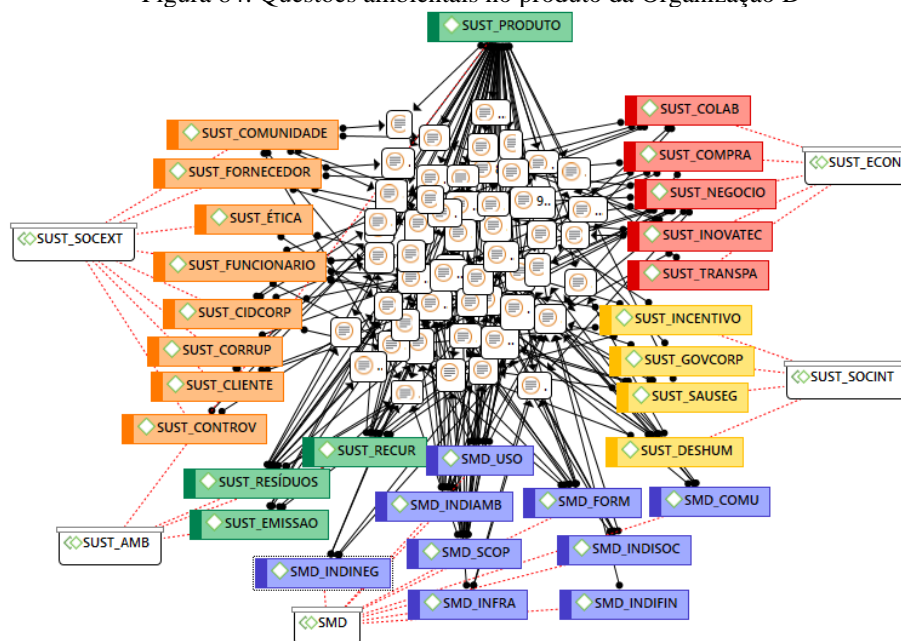 Figura 64: Questões ambientais no produto da Organização B
SUST_PRODUTO
SUST_COLAB
SUST_COMUNIDADE
SUST_COMPRA
SUST_ECON
SUST_FORNECEDOR
SUST_NEGOCIO
9..
SUST_ÉTICA
SUST_SOCEXT
SUST_INOVATEC
SUST_FUNCIONARIO
SUST_TRANSPA
SUST_CIDCORP
SUST_INCENTIVO
SUST_CORRUP
SUST_GOVCORP
SUST_CLIENTE
SUST_SOCINT
SUST_SAUSEG
SUST_CONTROV
SUST_RECUR
SMD_USO
SUST_DESHUM
SUST_RESÍDUOS
SMD_INDIAMB
SMD_FORM
SMD_COMU
SUST_EMISSAO
SUST_AMB
SMD_SCOP
SMD_INDISOC
SMD_INDINEG
SMD_INFRA
SMD_INDIFIN
SMD